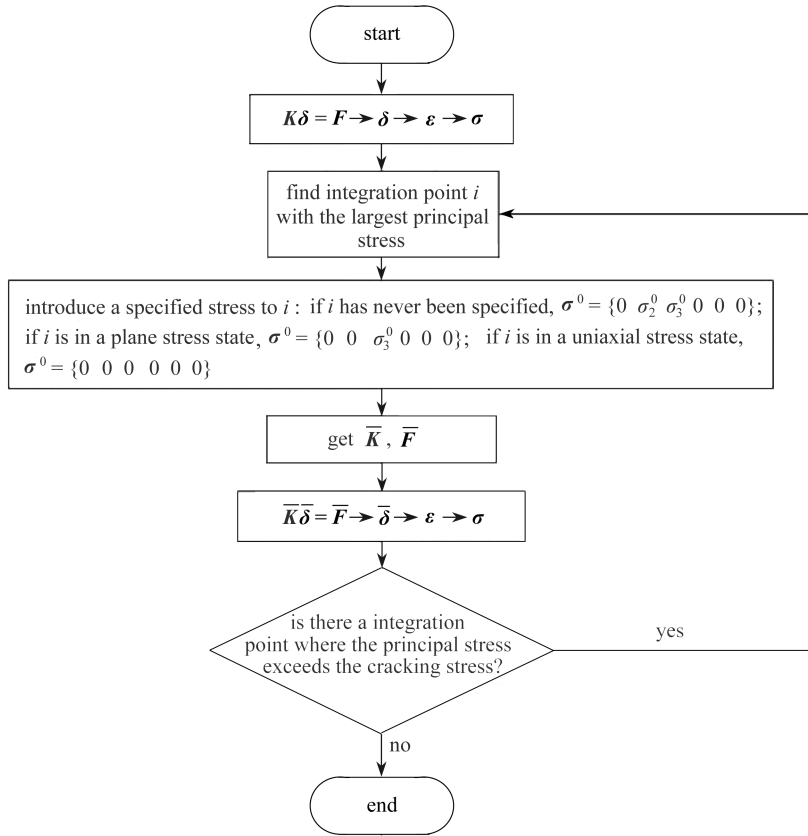 start
Kδ = F → δ → ε → σ
find integration point i
with the largest principal
stress
introduce a specified stress to i : if i has never been specified, σ⁰ = {0 σ₂⁰ σ₃⁰ 0 0 0};
if i is in a plane stress state, σ⁰ = {0 0 σ₃⁰ 0 0 0}; if i is in a uniaxial stress state,
σ⁰ = {0 0 0 0 0 0}
get K̅ , F̅
K̅δ̅ = F̅ → δ̅ → ε → σ
is there a integration
point where the principal stress
exceeds the cracking stress?
yes
no
end